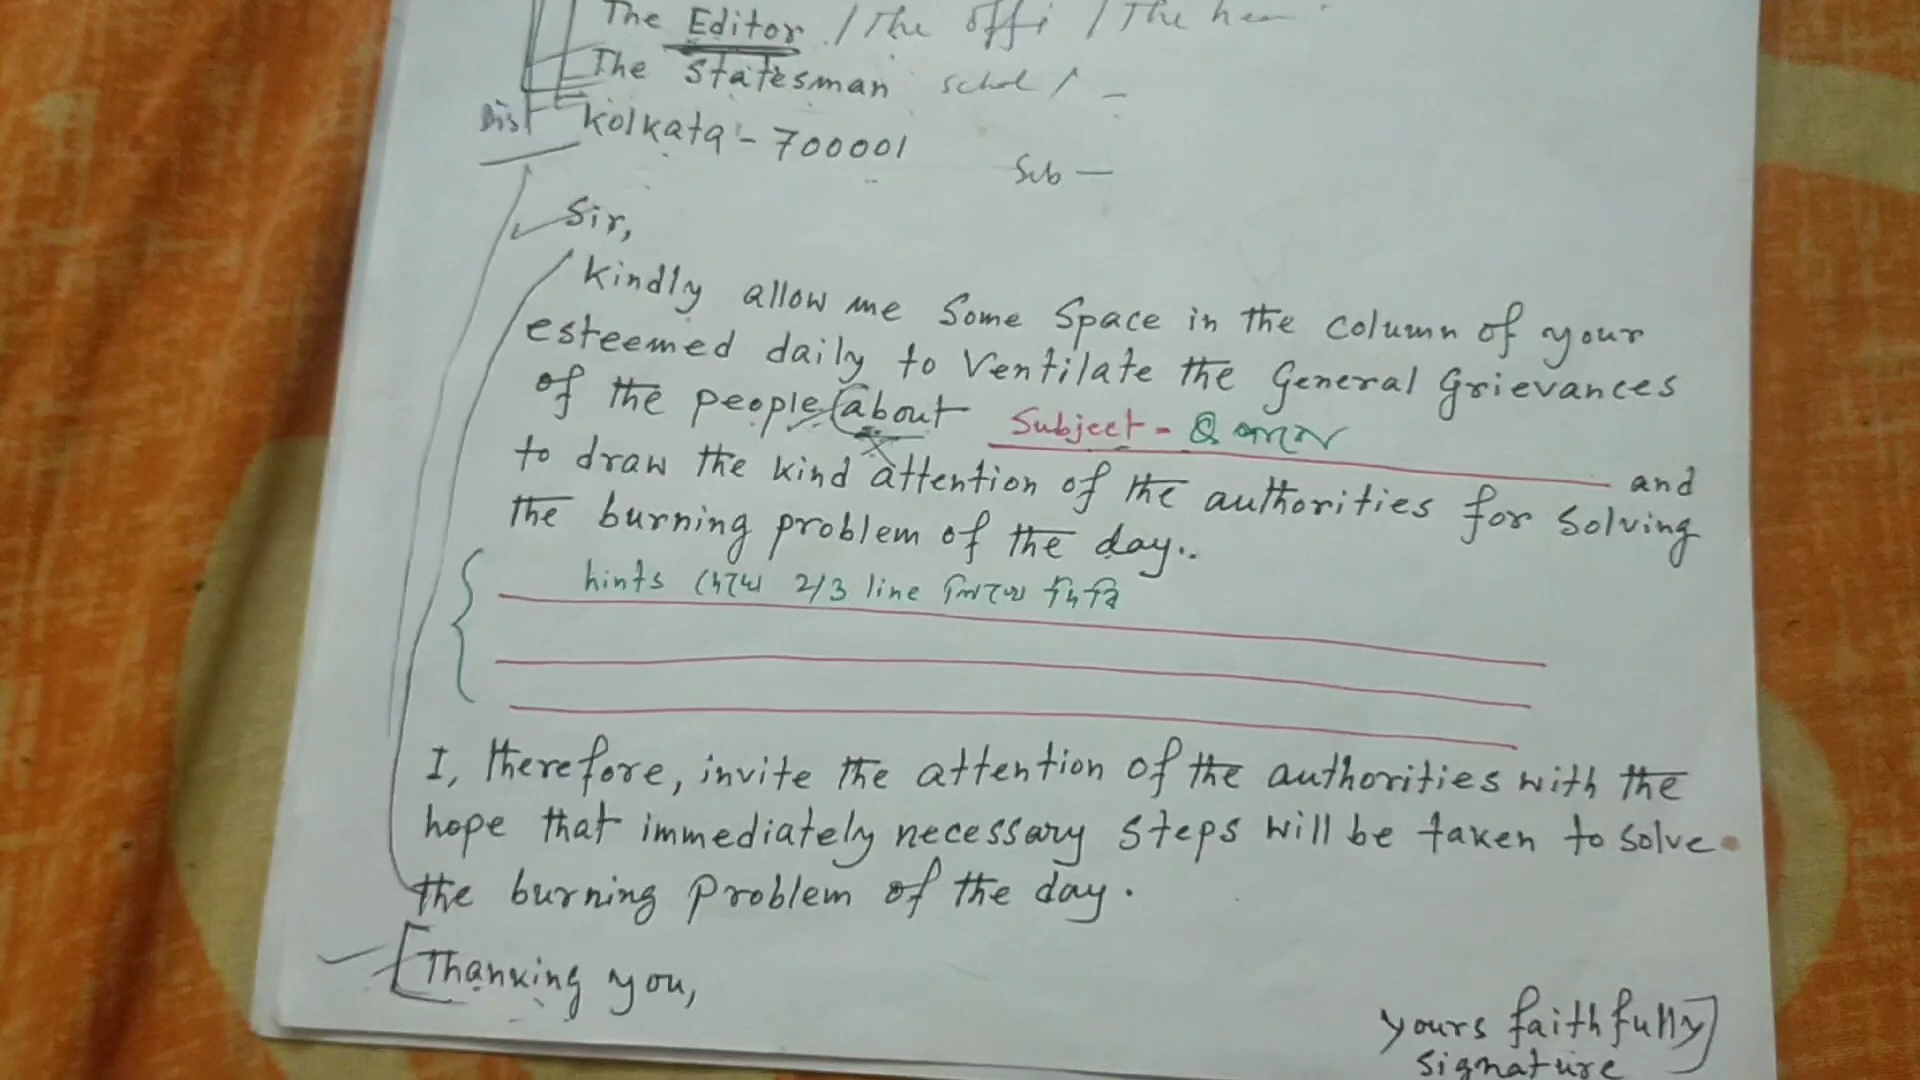 The Editor / The offi / The hea
The Statesman school / -
Dist Kolkata - 700001
Sub —
Sir,
Kindly allow me Some Space in the column of your
esteemed daily to Ventilate the General Grievances
of the people about Subject -
and
to draw the kind attention of the authorities for Solving
the burning problem of the day..
hints থেকে 2/3 line নিজে লিখবি
I, therefore, invite the attention of the authorities with the
hope that immediately necessary steps will be taken to solve
the burning Problem of the day.
Thanking you,
yours faithfully
signature